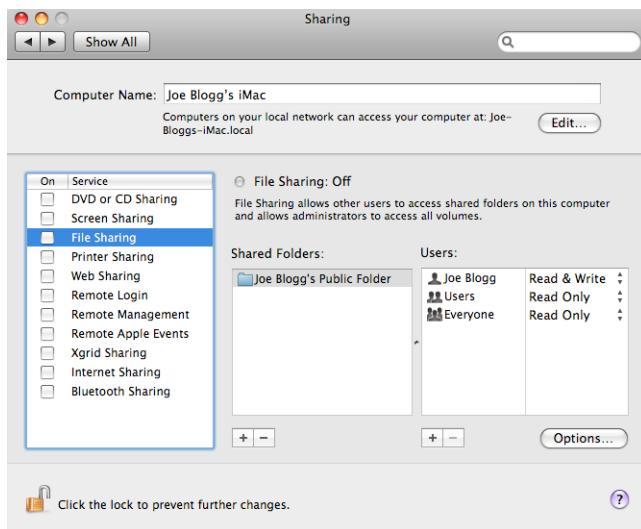 Sharing
Show All
Computer Name: Joe Blogg's iMac
Computers on your local network can access your computer at: Joe-
Bloggs-iMac.local
Edit...
On Service
DVD or CD Sharing
Screen Sharing
File Sharing
Printer Sharing
Web Sharing
Remote Login
Remote Management
Remote Apple Events
Xgrid Sharing
Internet Sharing
Bluetooth Sharing
File Sharing: Off
File Sharing allows other users to access shared folders on this computer
and allows administrators to access all volumes.
Shared Folders:
Joe Blogg's Public Folder
Users:
Joe Blogg Read & Write
Users Read Only
Everyone Read Only
+ −
+ −
Options...
Click the lock to prevent further changes.
?